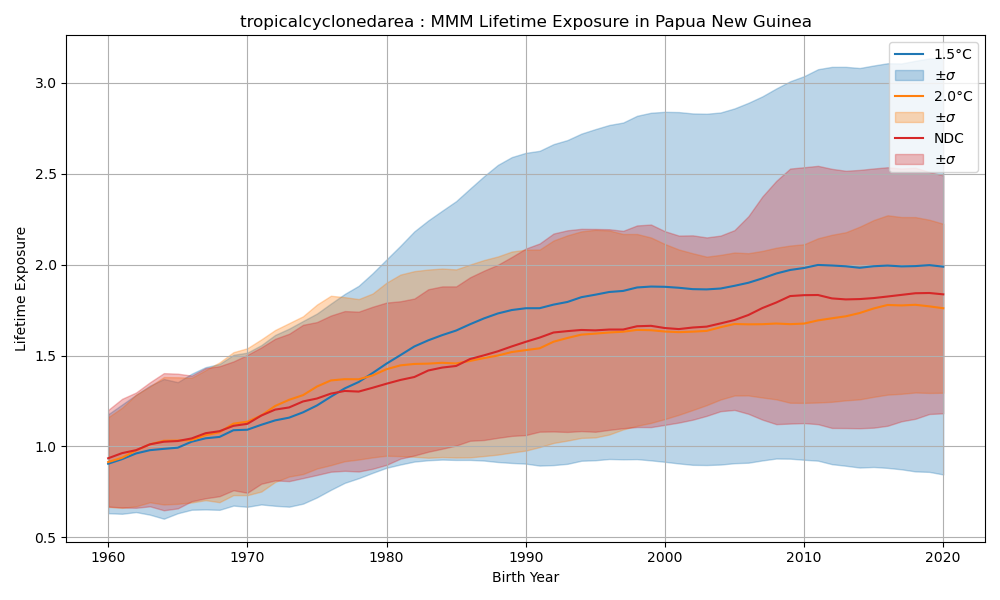 tropicalcyclonedarea : MMM Lifetime Exposure in Papua New Guinea
1.5°C
±σ
2.0°C
±σ
NDC
±σ
Lifetime Exposure
3.0
2.5
2.0
1.5
1.0
0.5
1960 1970 1980 1990 2000 2010 2020
Birth Year